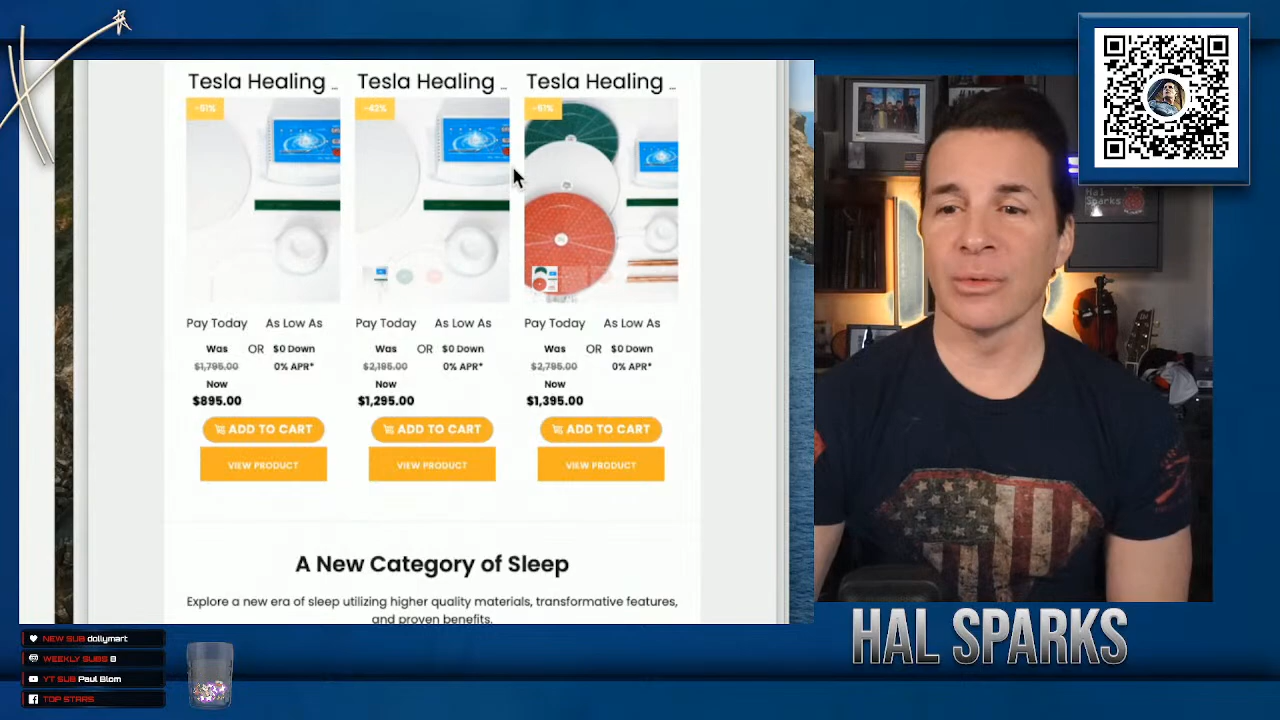 Tesla Healing ...
Tesla Healing ...
Tesla Healing ...
-51%
-42%
-51%
Pay Today
As Low As
Was
OR
$0 Down
$1,795.00
0% APR*
Now
$895.00
ADD TO CART
VIEW PRODUCT
Pay Today
As Low As
Was
OR
$0 Down
$2,195.00
0% APR*
Now
$1,295.00
ADD TO CART
VIEW PRODUCT
Pay Today
As Low As
Was
OR
$0 Down
$2,795.00
0% APR*
Now
$1,395.00
ADD TO CART
VIEW PRODUCT
A New Category of Sleep
Explore a new era of sleep utilizing higher quality materials, transformative features,
and proven benefits.
Hal
Sparks
HAL SPARKS
NEW SUB dollymart
WEEKLY SUBS 8
YT SUB Paul Blom
TOP STARS